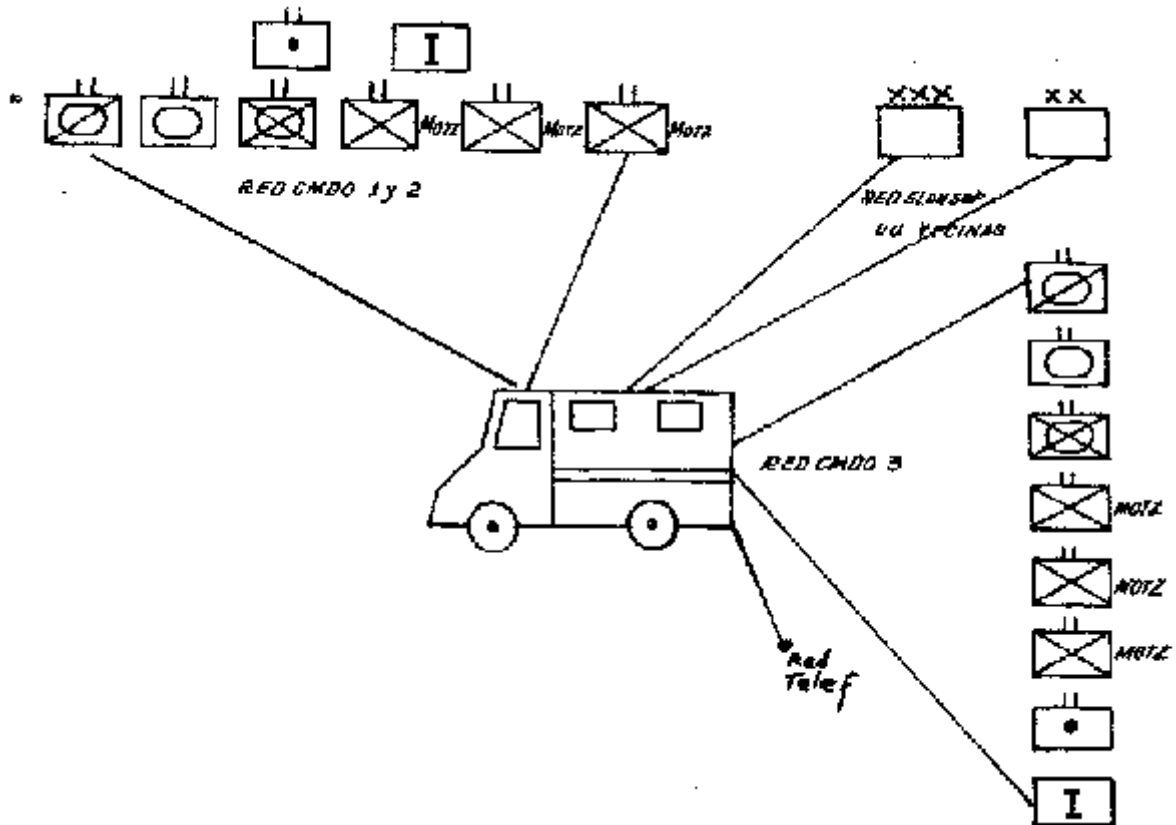 I
MOTZ MOTZ MOTZ
XXX XX
RED CMDO 1 y 2
RED
UU VECINAS
RED CMDO 3
MOTZ
MOTZ
MOTZ
Red
Telef
I